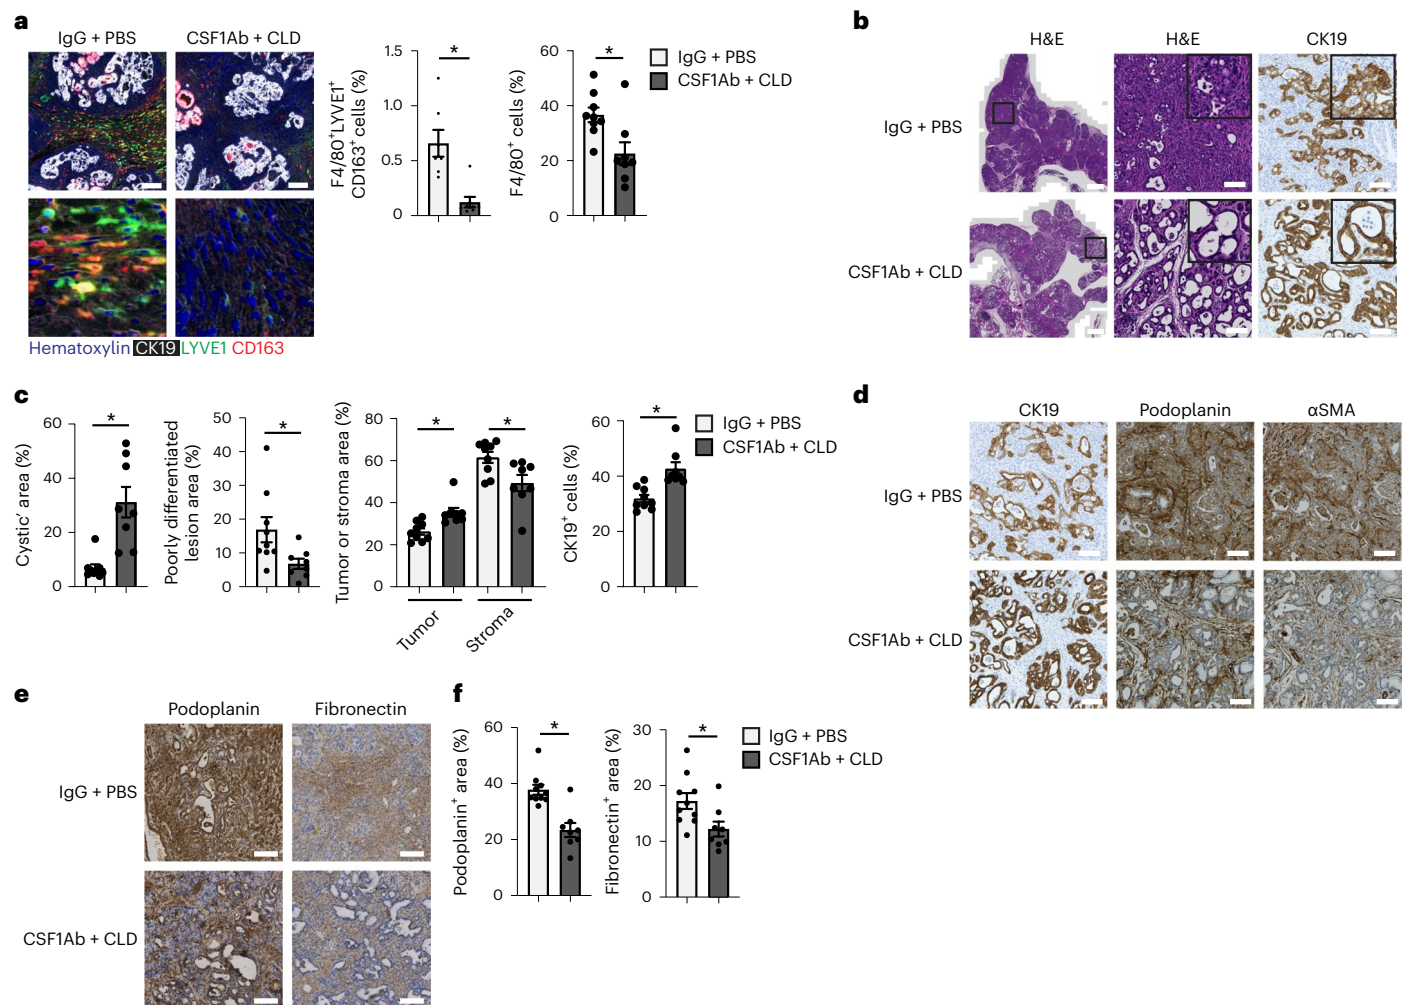 a
IgG + PBS
CSF1Ab + CLD
Hematoxylin CK19 LYVE1 CD163
F4/80⁺LYVE1⁺
CD163⁺ cells (%)
1.5
1.0
0.5
0
*
F4/80⁺ cells (%)
60
40
20
0
*
IgG + PBS
CSF1Ab + CLD
b
H&E
H&E
CK19
IgG + PBS
CSF1Ab + CLD
c
Cystic′ area (%)
60
40
20
0
*
Poorly differentiated
lesion area (%)
50
40
30
20
10
0
*
Tumor or stroma area (%)
80
60
40
20
0
*
*
Tumor
Stroma
CK19⁺ cells (%)
60
40
20
0
*
IgG + PBS
CSF1Ab + CLD
d
CK19
Podoplanin
αSMA
IgG + PBS
CSF1Ab + CLD
e
Podoplanin
Fibronectin
IgG + PBS
CSF1Ab + CLD
f
Podoplanin⁺ area (%)
60
40
20
0
*
Fibronectin⁺ area (%)
30
20
10
0
*
IgG + PBS
CSF1Ab + CLD